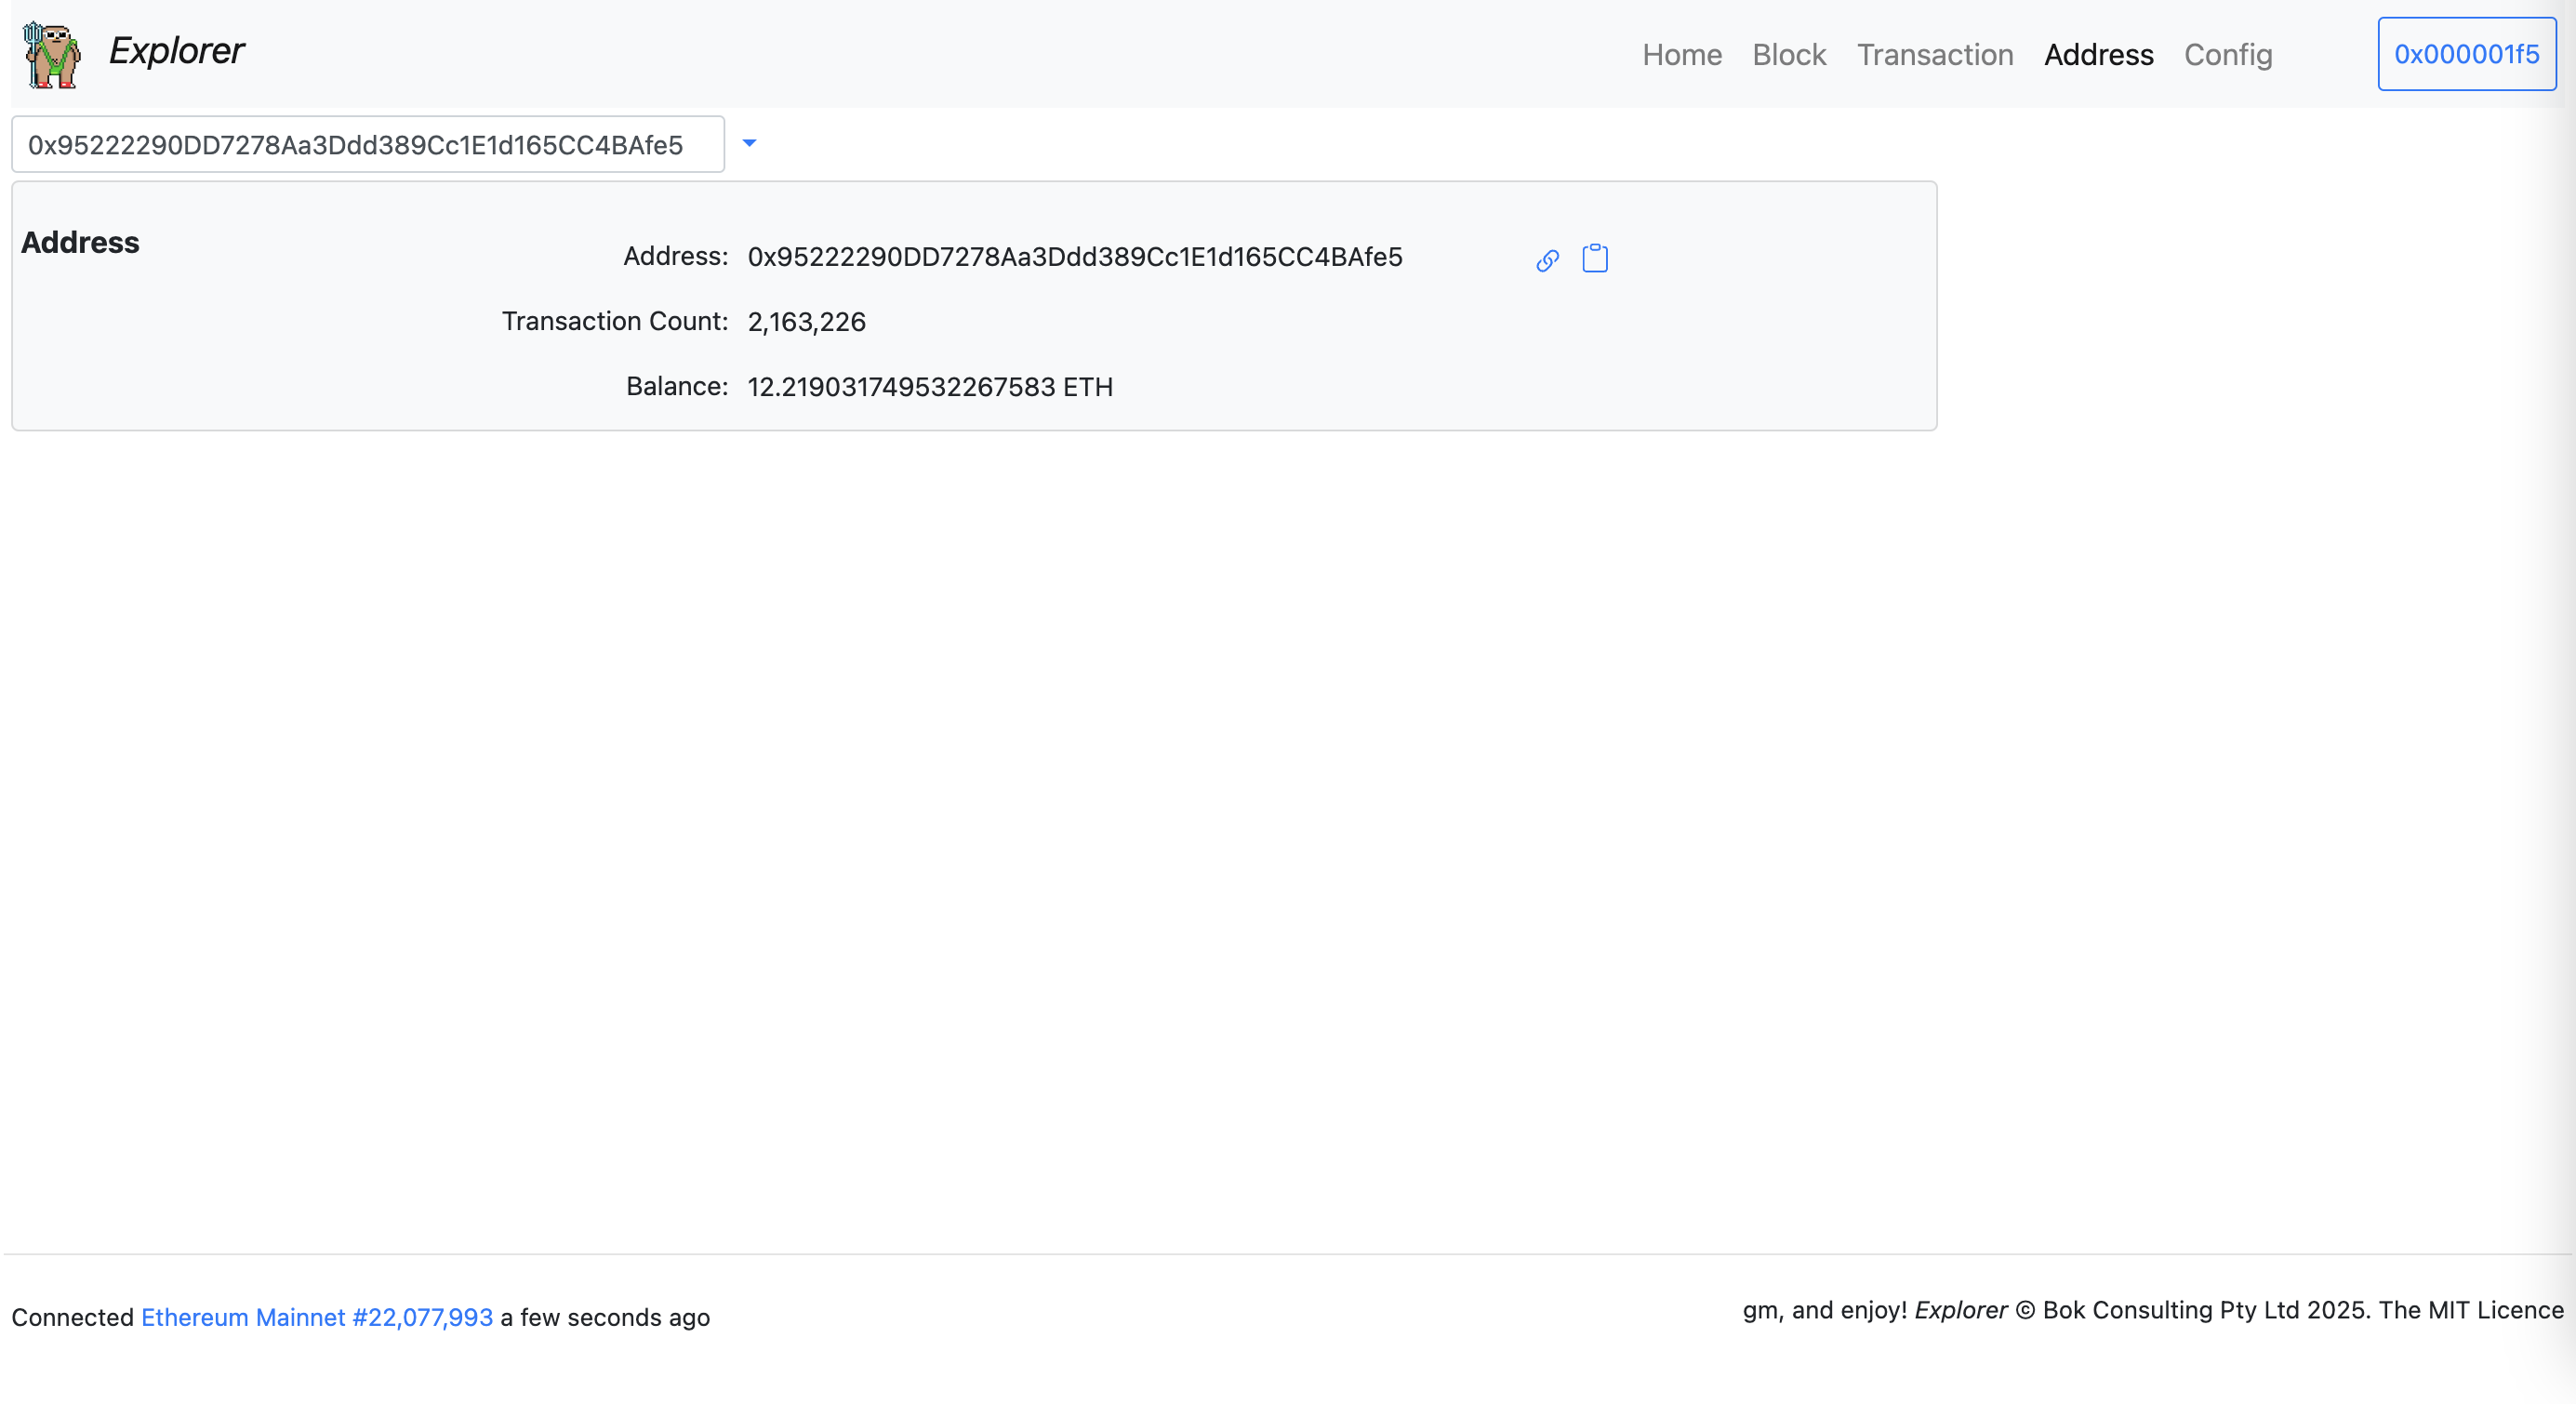 Explorer
Home Block Transaction Address Config 0x000001f5
0x95222290DD7278Aa3Ddd389Cc1E1d165CC4BAfe5
Address
Address: 0x95222290DD7278Aa3Ddd389Cc1E1d165CC4BAfe5
Transaction Count: 2,163,226
Balance: 12.219031749532267583 ETH
Connected Ethereum Mainnet #22,077,993 a few seconds ago
gm, and enjoy! Explorer © Bok Consulting Pty Ltd 2025. The MIT Licence